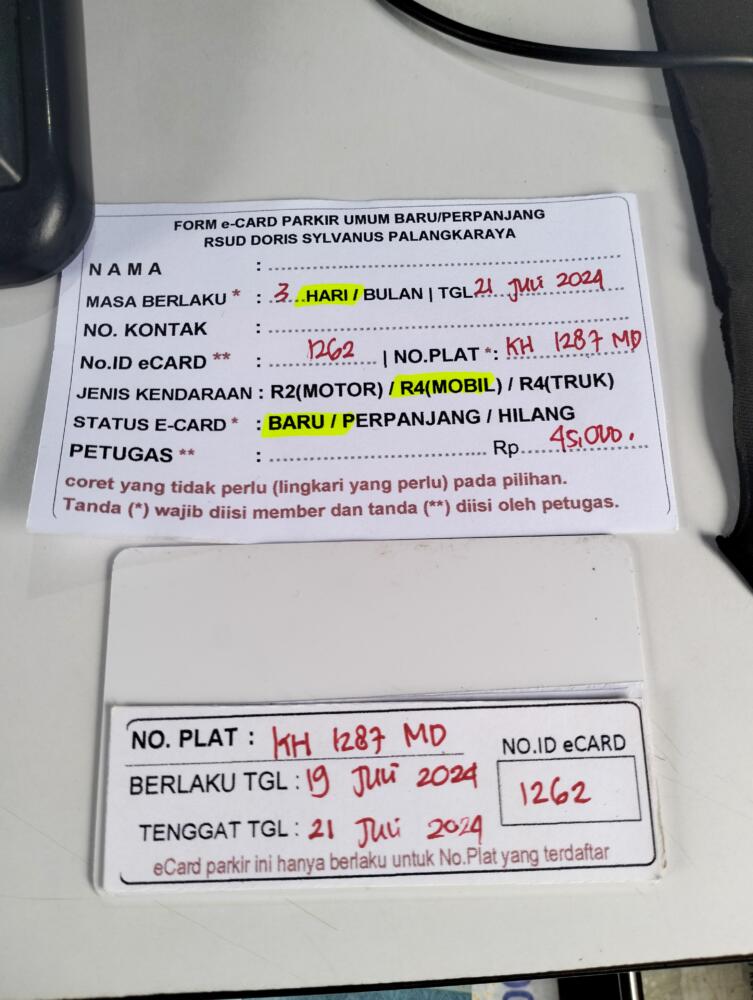 FORM e-CARD PARKIR UMUM BARU/PERPANJANG
RSUD DORIS SYLVANUS PALANGKARAYA
NAMA : ..........
MASA BERLAKU * : 3 HARI / BULAN | TGL 21 Juli 2024
NO. KONTAK : ..........
No.ID eCARD ** : 1262 | NO.PLAT *: KH 1287 MD
JENIS KENDARAAN : R2(MOTOR) / R4(MOBIL) / R4(TRUK)
STATUS E-CARD * : BARU / PERPANJANG / HILANG
PETUGAS ** : .......... Rp 45,000.
coret yang tidak perlu (lingkari yang perlu) pada pilihan.
Tanda (*) wajib diisi member dan tanda (**) diisi oleh petugas.
NO. PLAT : KH 1287 MD
NO.ID eCARD
BERLAKU TGL : 19 Juli 2024
1262
TENGGAT TGL : 21 Juli 2024
eCard parkir ini hanya berlaku untuk No.Plat yang terdaftar